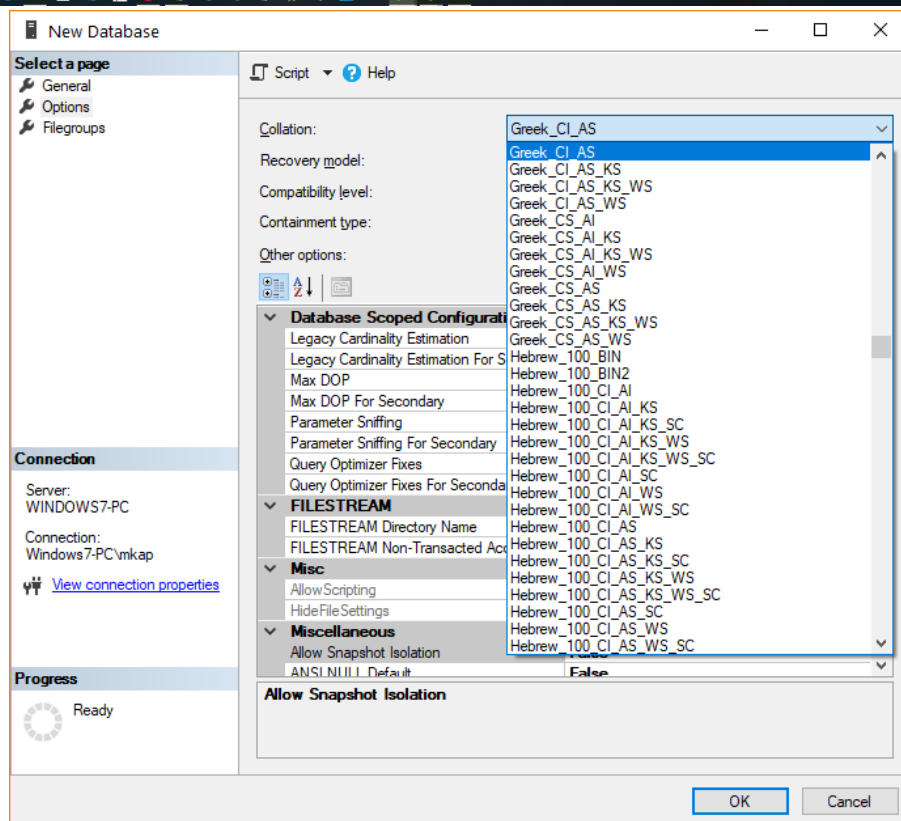 New Database
Select a page
General
Options
Filegroups
Script
Help
Collation:
Greek_CI_AS
Recovery model:
Compatibility level:
Containment type:
Other options:
Greek_CI_AS
Greek_CI_AS_KS
Greek_CI_AS_KS_WS
Greek_CI_AS_WS
Greek_CS_AI
Greek_CS_AI_KS
Greek_CS_AI_KS_WS
Greek_CS_AI_WS
Greek_CS_AS
Greek_CS_AS_KS
Greek_CS_AS_KS_WS
Greek_CS_AS_WS
Hebrew_100_BIN
Hebrew_100_BIN2
Hebrew_100_CI_AI
Hebrew_100_CI_AI_KS
Hebrew_100_CI_AI_KS_SC
Hebrew_100_CI_AI_KS_WS
Hebrew_100_CI_AI_KS_WS_SC
Hebrew_100_CI_AI_SC
Hebrew_100_CI_AI_WS
Hebrew_100_CI_AI_WS_SC
Hebrew_100_CI_AS
Hebrew_100_CI_AS_KS
Hebrew_100_CI_AS_KS_SC
Hebrew_100_CI_AS_KS_WS
Hebrew_100_CI_AS_KS_WS_SC
Hebrew_100_CI_AS_SC
Hebrew_100_CI_AS_WS
Hebrew_100_CI_AS_WS_SC
Database Scoped Configurati
Legacy Cardinality Estimation
Legacy Cardinality Estimation For S
Max DOP
Max DOP For Secondary
Parameter Sniffing
Parameter Sniffing For Secondary
Query Optimizer Fixes
Query Optimizer Fixes For Seconda
FILESTREAM
FILESTREAM Directory Name
FILESTREAM Non-Transacted Acc
Misc
AllowScripting
HideFileSettings
Miscellaneous
Allow Snapshot Isolation
ANSI NULL Default False
Allow Snapshot Isolation
Connection
Server:
WINDOWS7-PC
Connection:
Windows7-PC\mkap
View connection properties
Progress
Ready
OK
Cancel